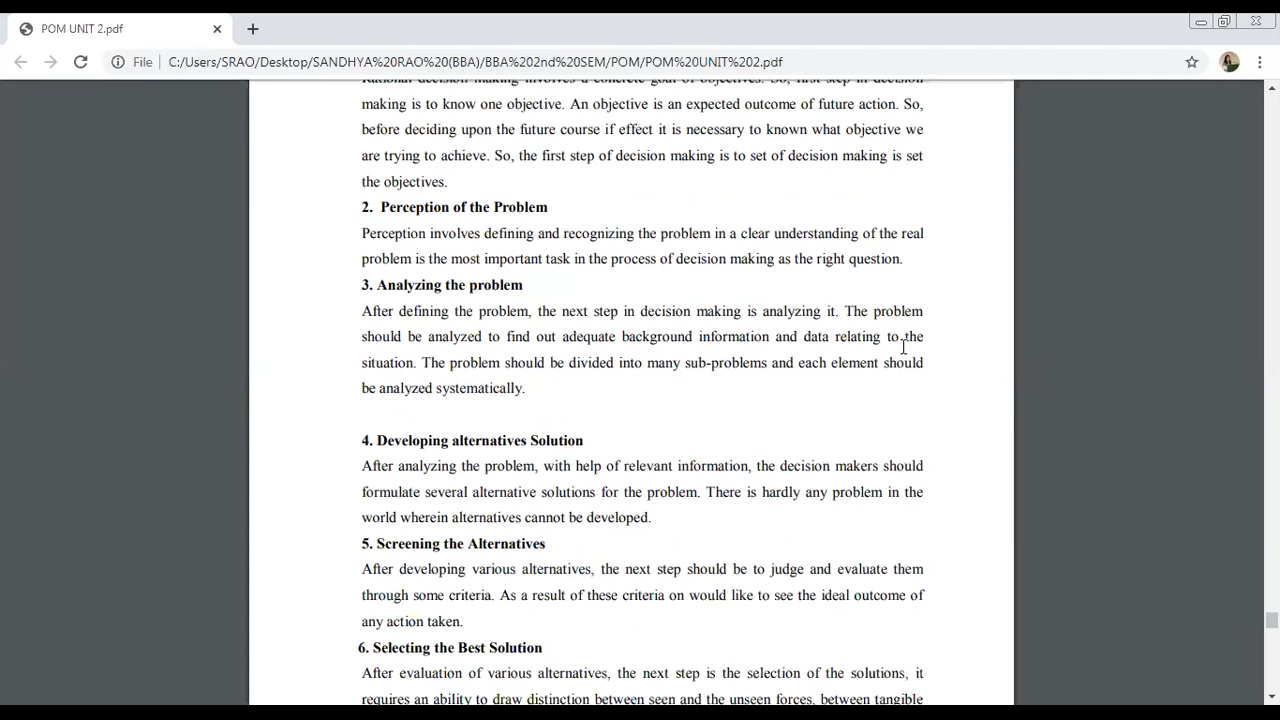 POM UNIT 2.pdf
File C:/Users/SRAO/Desktop/SANDHYA%20RAO%20(BBA)/BBA%202nd%20SEM/POM/POM%20UNIT%202.pdf
Rational decision making involves a concrete goal of objectives. So, first step in decision
making is to know one objective. An objective is an expected outcome of future action. So,
before deciding upon the future course if effect it is necessary to known what objective we
are trying to achieve. So, the first step of decision making is to set of decision making is set
the objectives.
2. Perception of the Problem
Perception involves defining and recognizing the problem in a clear understanding of the real
problem is the most important task in the process of decision making as the right question.
3. Analyzing the problem
After defining the problem, the next step in decision making is analyzing it. The problem
should be analyzed to find out adequate background information and data relating to the
situation. The problem should be divided into many sub-problems and each element should
be analyzed systematically.
4. Developing alternatives Solution
After analyzing the problem, with help of relevant information, the decision makers should
formulate several alternative solutions for the problem. There is hardly any problem in the
world wherein alternatives cannot be developed.
5. Screening the Alternatives
After developing various alternatives, the next step should be to judge and evaluate them
through some criteria. As a result of these criteria on would like to see the ideal outcome of
any action taken.
6. Selecting the Best Solution
After evaluation of various alternatives, the next step is the selection of the solutions, it
requires an ability to draw distinction between seen and the unseen forces, between tangible